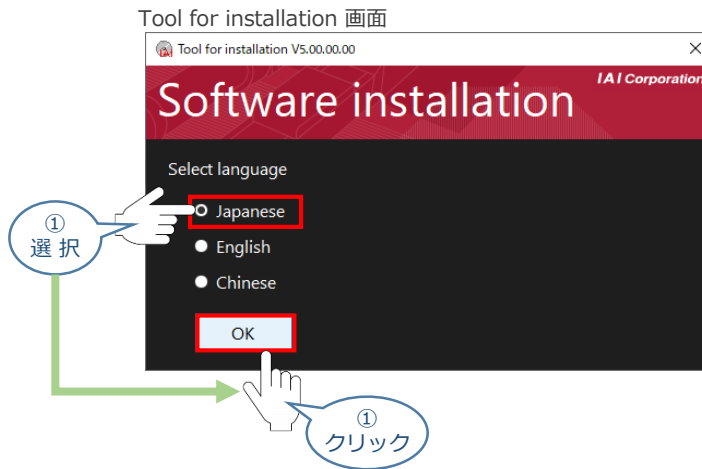 Tool for installation 画面
Tool for installation V5.00.00.00
Software installation
IAI Corporation
Select language
Japanese
①
選 択
English
Chinese
OK
①
クリック